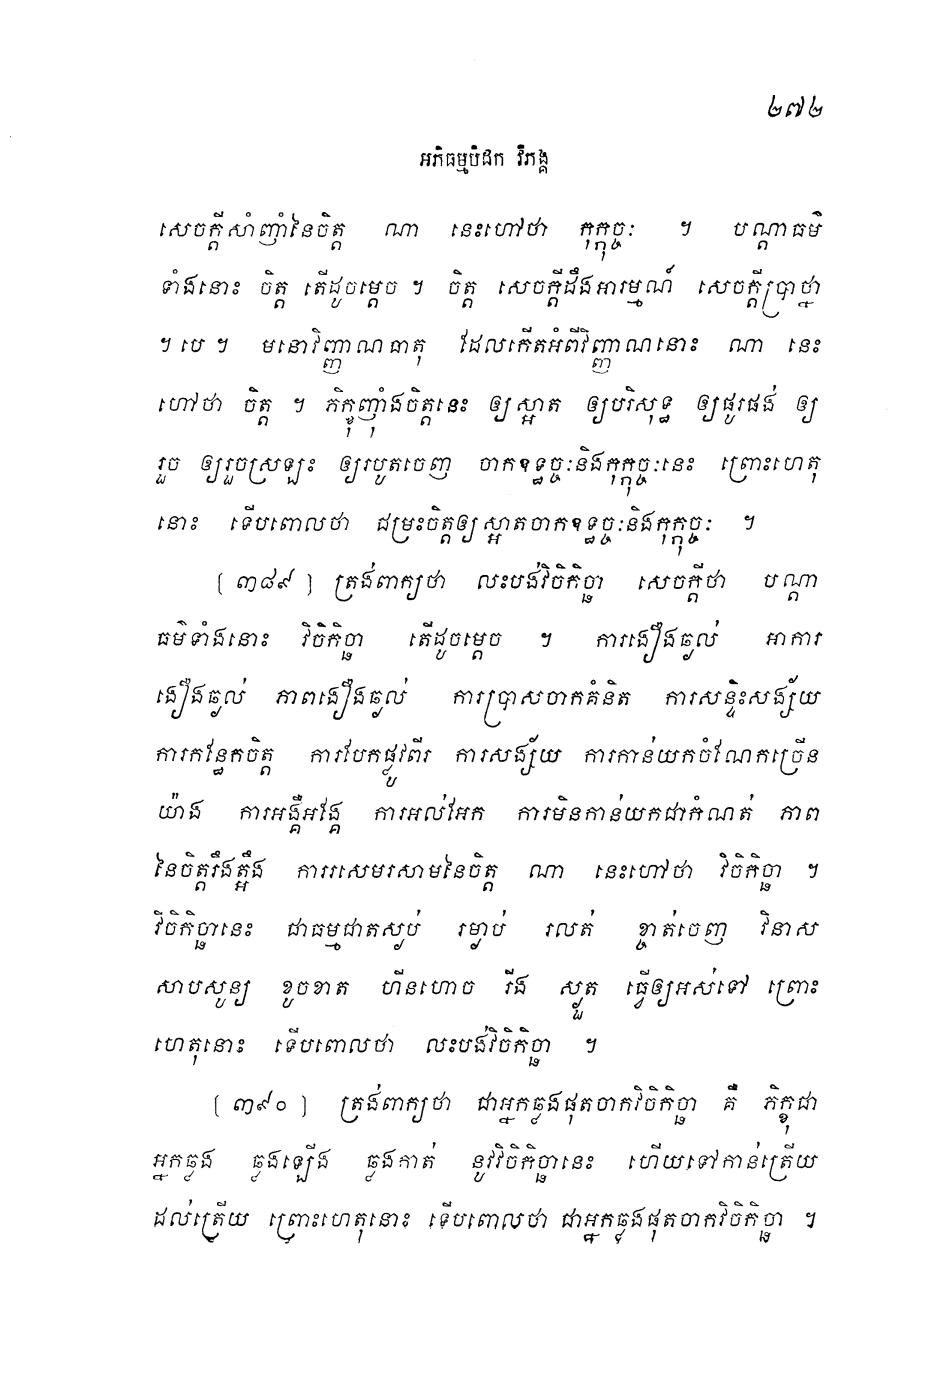 ២៧២
អភិធម្មបិដក វិភង្គ
សេចក្តីសាំញ៉ាំនៃចិត្ត ណា នេះហៅថា កុក្កុច្ចៈ ។ បណ្តាធម៌
ទាំងនោះ ចិត្ត តើដូចម្តេច ។ ចិត្ត សេចក្តីដឹងអារម្មណ៍ សេចក្តីប្រាថ្នា
។ បេ ។ មនោវិញ្ញាណធាតុ ដែលកើតអំពីវិញ្ញាណនោះ ណា នេះ
ហៅថា ចិត្ត ។ ភិក្ខុញ៉ាំងចិត្តនេះ ឲ្យស្អាត ឲ្យបរិសុទ្ធ ឲ្យផូរផង់ ឲ្យ
រួច ឲ្យរួចស្រឡះ ឲ្យរបូតចេញ ចាកឧទ្ធច្ចៈនិងកុក្កុច្ចៈនេះ ព្រោះហេតុ
នោះ ទើបពោលថា ជម្រះចិត្តឲ្យស្អាតចាកឧទ្ធច្ចៈនិងកុក្កុច្ចៈ ។
[ ៣៨៩ ] ត្រង់ពាក្យថា លះបង់វិចិកិច្ឆា សេចក្តីថា បណ្តា
ធម៌ទាំងនោះ វិចិកិច្ឆា តើដូចម្តេច ។ ការងឿងឆ្ងល់ អាការ
ងឿងឆ្ងល់ ភាពងឿងឆ្ងល់ ការប្រាសចាកគំនិត ការសន្ទិះសង្ស័យ
ការកន្ធែកចិត្ត ការបែកផ្លូវពីរ ការសង្ស័យ ការកាន់យកចំណែកច្រើន
យ៉ាង ការអង្គឺអង្គែ ការអល់អែក ការមិនកាន់យកជាកំណត់ ភាព
នៃចិត្តរឹងត្អឹង ការរសេមរសាមនៃចិត្ត ណា នេះហៅថា វិចិកិច្ឆា ។
វិចិកិច្ឆានេះ ជាធម្មជាតស្ងប់ រម្ងាប់ រលត់ ខ្ចាត់ចេញ វិនាស
សាបសូន្យ ខូចខាត ហីនហោច រីង ស្ងួត ធ្វើឲ្យអស់ទៅ ព្រោះ
ហេតុនោះ ទើបពោលថា លះបង់វិចិកិច្ឆា ។
[ ៣៩០ ] ត្រង់ពាក្យថា ជាអ្នកឆ្លងផុតចាកវិចិកិច្ឆា គឺ ភិក្ខុជា
អ្នកឆ្លង ឆ្លងឡើង ឆ្លងកាត់ នូវវិចិកិច្ឆានេះ ហើយទៅកាន់ត្រើយ
ដល់ត្រើយ ព្រោះហេតុនោះ ទើបពោលថា ជាអ្នកឆ្លងផុតចាកវិចិកិច្ឆា ។